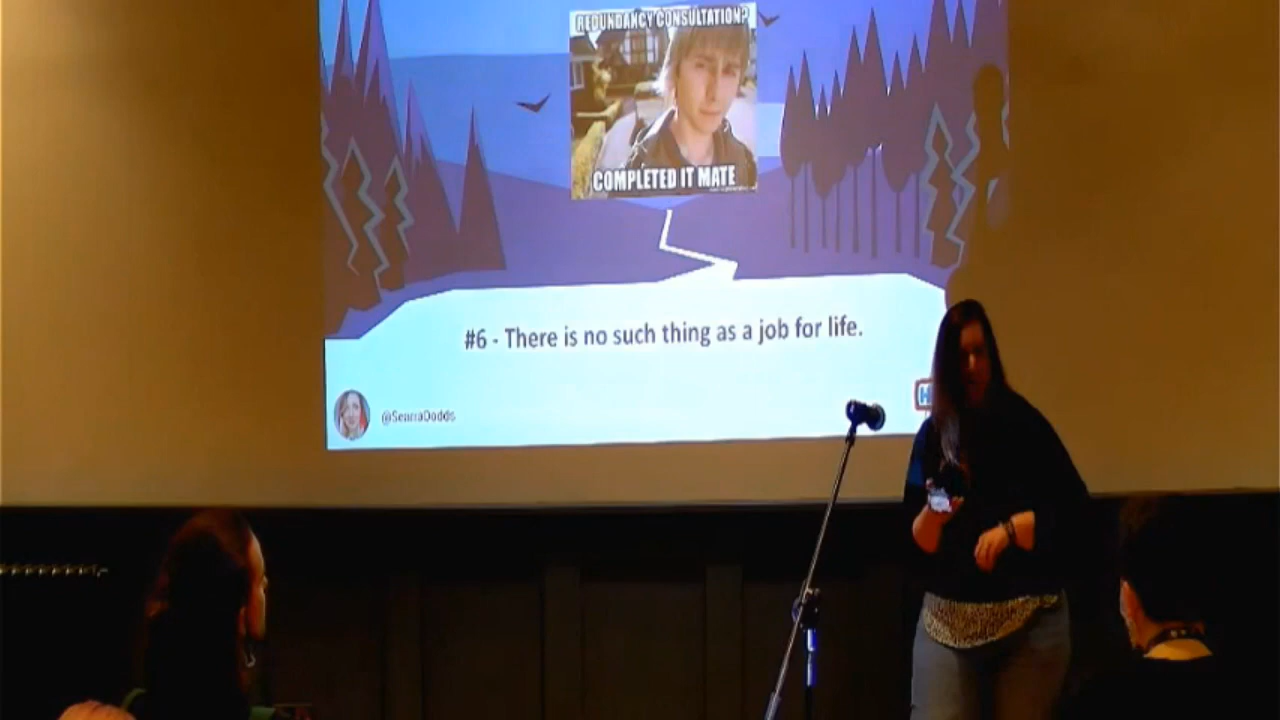 REDUNDANCY CONSULTATION?
COMPLETED IT MATE
#6 - There is no such thing as a job for life.
@SearraDodds
H